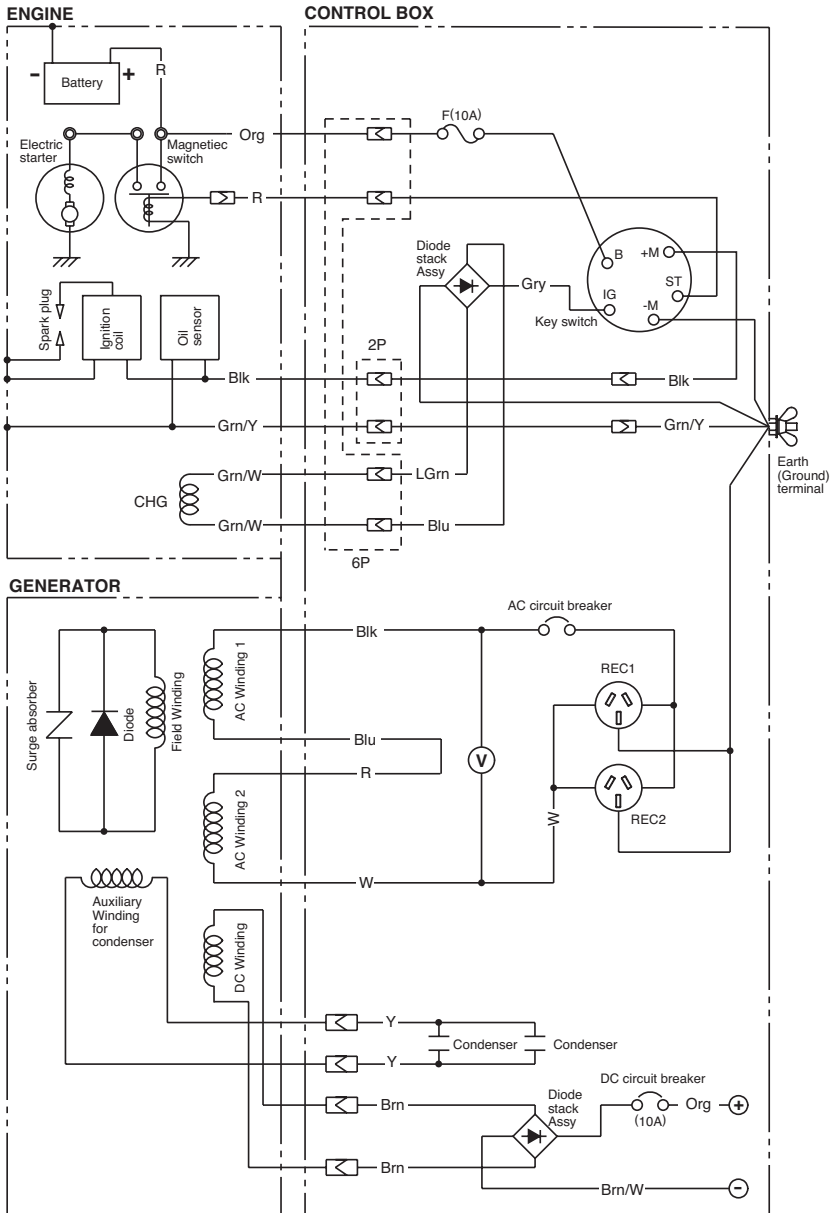 ENGINE
CONTROL BOX
-
Battery
+
R
F(10A)
Electric
starter
Magnetiec
switch
Org
R
Diode
stack
Assy
B
+M
ST
IG
-M
Gry
Key switch
Spark plug
Ignition
coil
Oil
sensor
2P
Blk
Blk
Grn/Y
Grn/Y
Earth
(Ground)
terminal
Grn/W
LGrn
CHG
Grn/W
Blu
6P
GENERATOR
AC circuit breaker
Blk
REC1
Surge absorber
Diode
Field Winding
AC Winding 1
Blu
V
R
AC Winding 2
W
REC2
W
Auxiliary
Winding
for
condenser
DC Winding
Y
Condenser
Condenser
Y
DC circuit breaker
Diode
stack
Assy
Brn
(10A)
Org
+
Brn
Brn/W
-